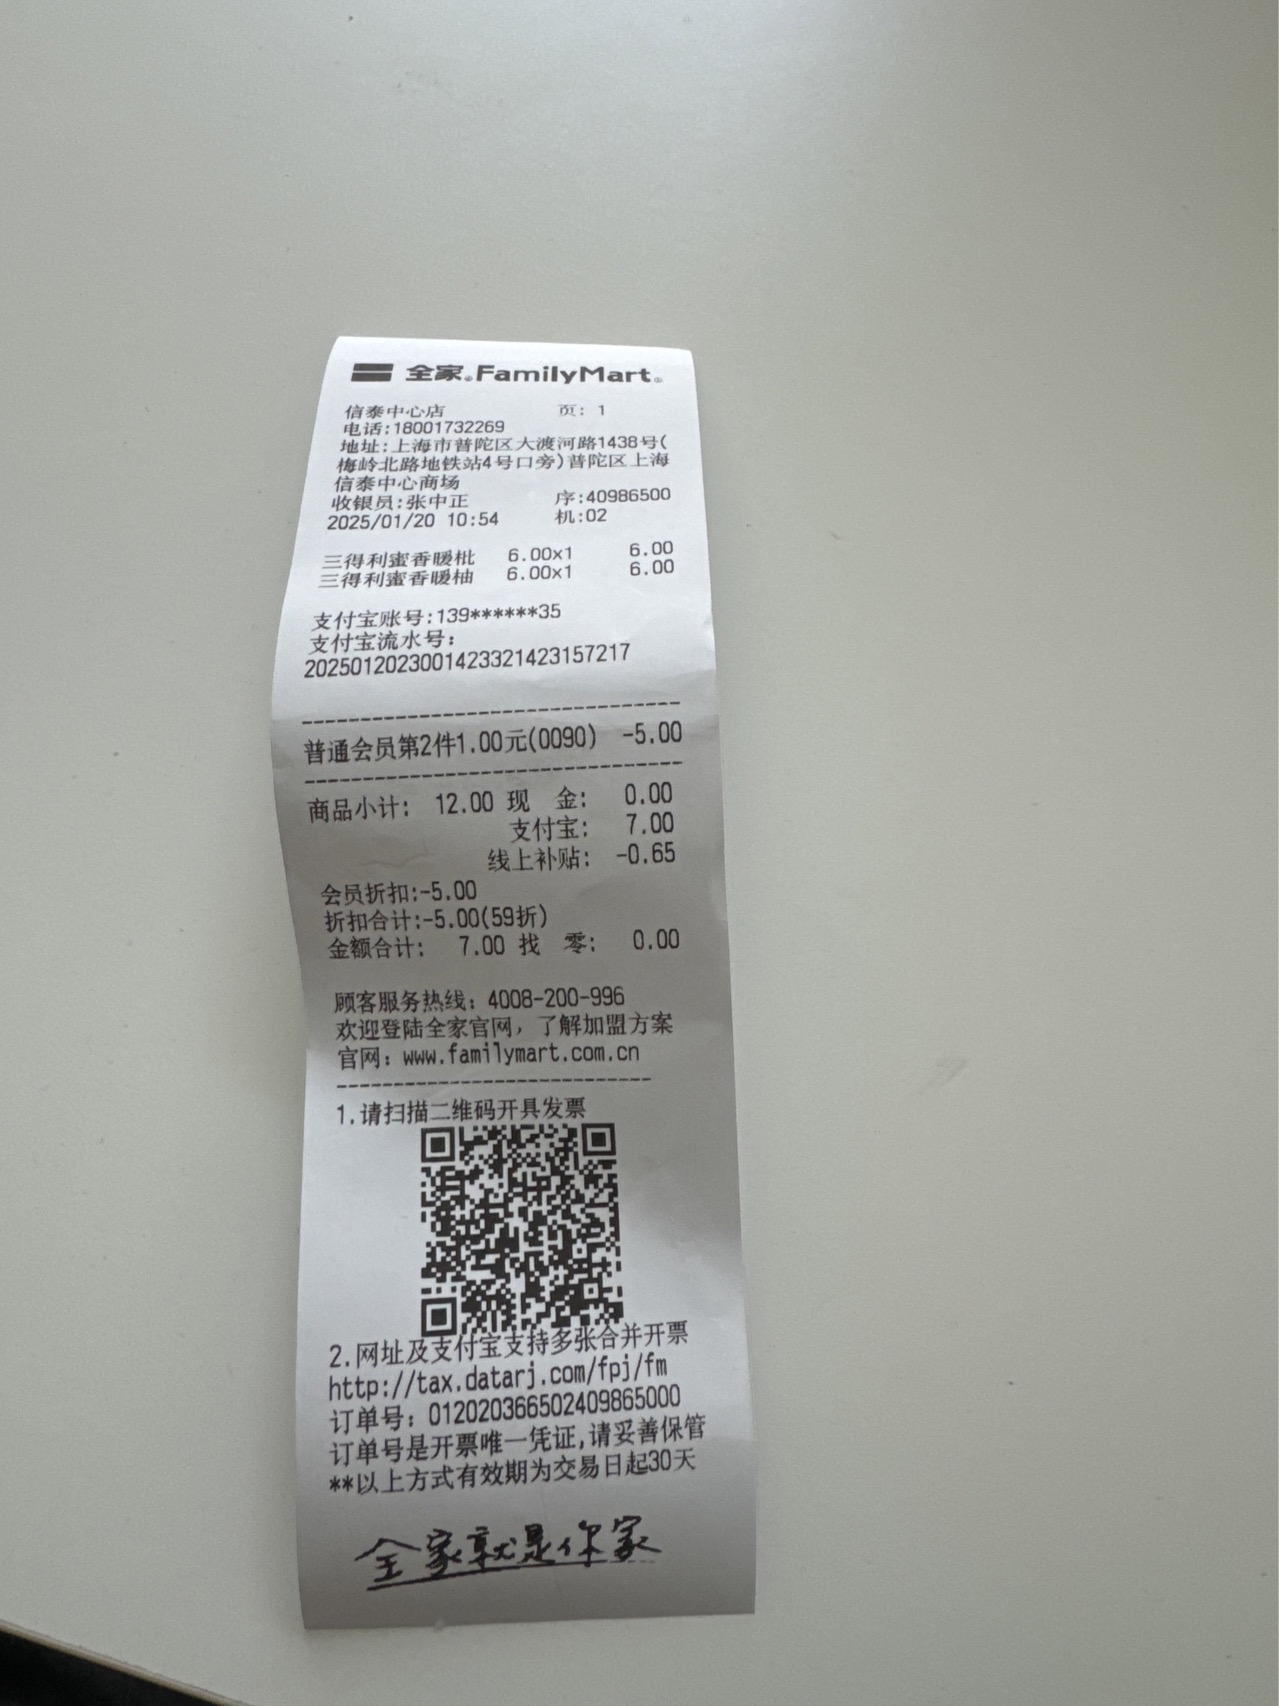 全家 FamilyMart
信泰中心店 页: 1
电话:18001732269
地址:上海市普陀区大渡河路1438号(
梅岭北路地铁站4号口旁)普陀区上海
信泰中心商场
收银员:张中正 序:40986500
2025/01/20 10:54 机:02
三得利蜜香暖枇 6.00x1 6.00
三得利蜜香暖柚 6.00x1 6.00
支付宝账号:139******35
支付宝流水号:
2025012023001423321423157217
普通会员第2件1.00元(0090) -5.00
商品小计: 12.00 现 金: 0.00
支付宝: 7.00
线上补贴: -0.65
会员折扣:-5.00
折扣合计:-5.00(59折)
金额合计: 7.00 找 零: 0.00
顾客服务热线: 4008-200-996
欢迎登陆全家官网，了解加盟方案
官网: www.familymart.com.cn
1.请扫描二维码开具发票
2.网址及支付宝支持多张合并开票
http://tax.datarj.com/fpj/fm
订单号: 012020366502409865000
订单号是开票唯一凭证,请妥善保管
**以上方式有效期为交易日起30天
全家就是你家